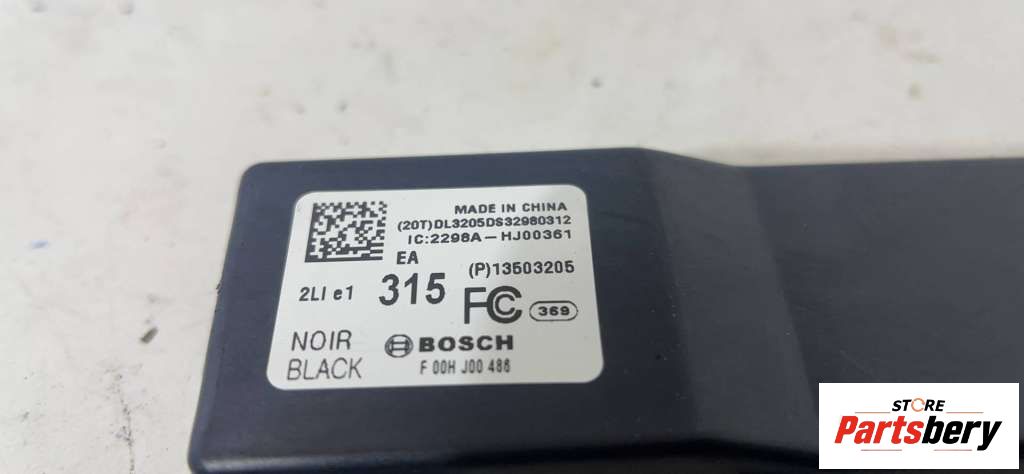 MADE IN CHINA
(20T)DL3205DS32980312
IC:2298A-HJ00361
EA
(P)13503205
2LI e1 315 FC 369
NOIR
BLACK
BOSCH
F 00H J00 486
STORE
Partsbery